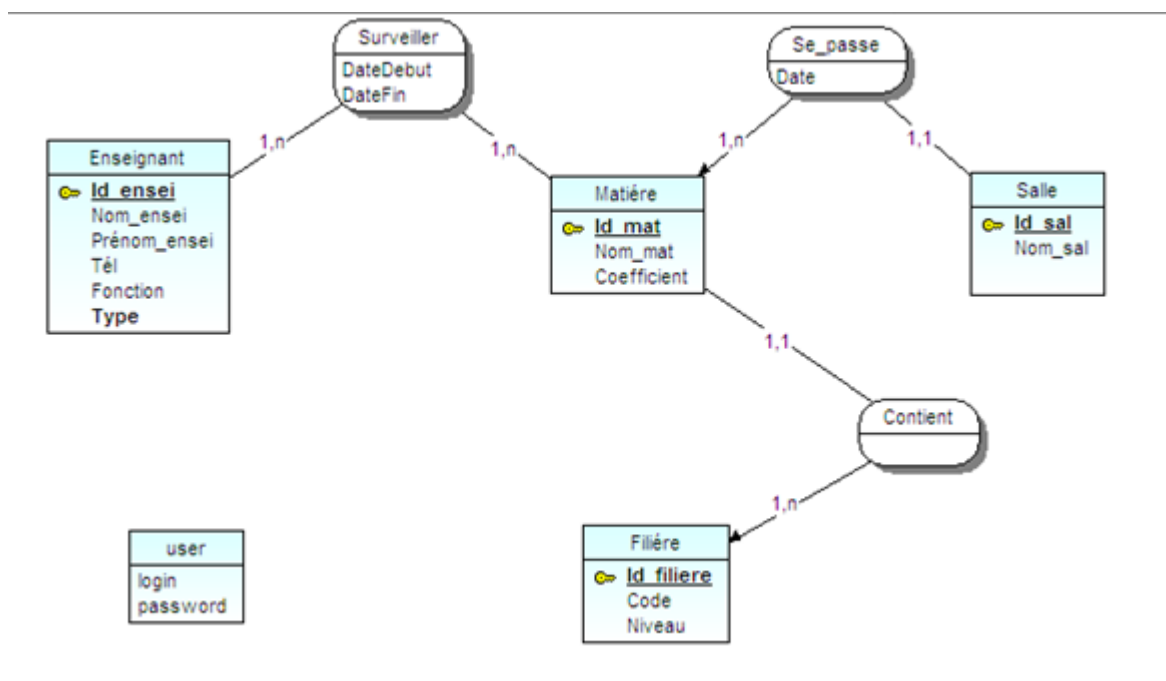 Surveiller
DateDebut
DateFin
Se_passe
Date
1,n
1,n
1,n
1,1
Enseignant
Id_ensei
Nom_ensei
Prénom_ensei
Tél
Fonction
Type
Matiére
Id_mat
Nom_mat
Coefficient
Salle
Id_sal
Nom_sal
1,1
Contient
1,n
user
login
password
Filiére
Id_filiere
Code
Niveau